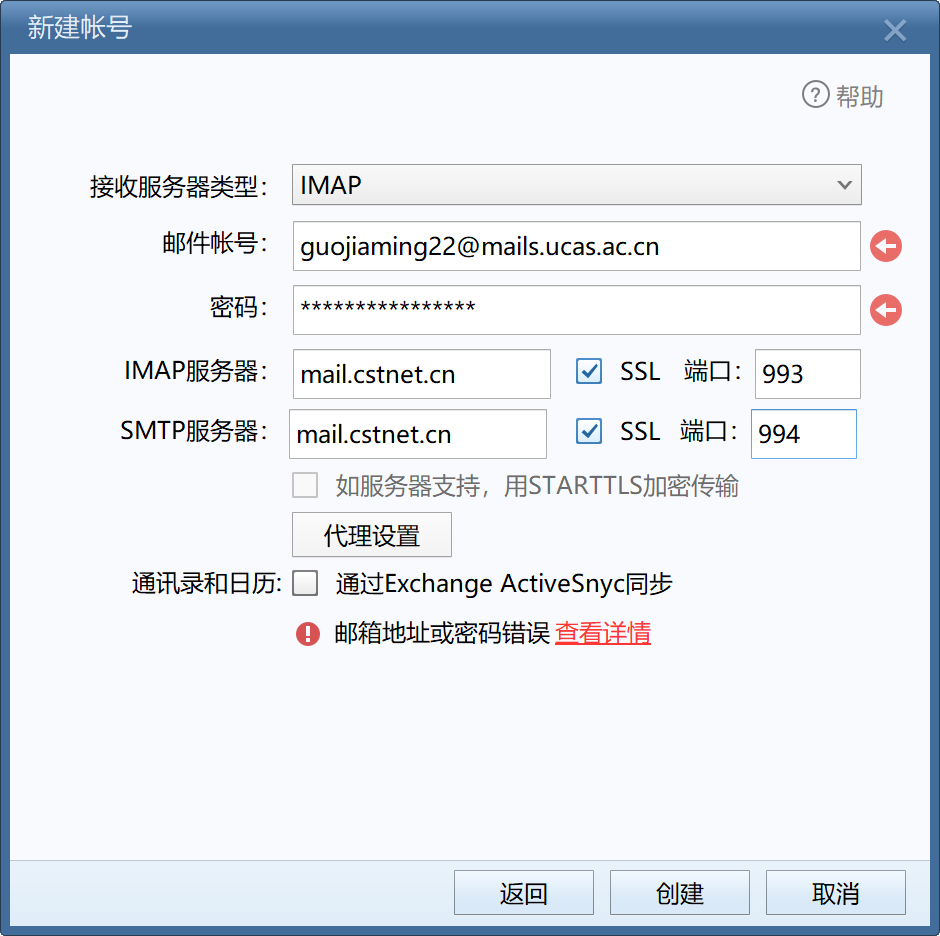 新建帐号
帮助
接收服务器类型： IMAP
邮件帐号： guojiaming22@mails.ucas.ac.cn
密码： ****************
IMAP服务器： mail.cstnet.cn SSL 端口： 993
SMTP服务器： mail.cstnet.cn SSL 端口： 994
如服务器支持，用STARTTLS加密传输
代理设置
通讯录和日历: 通过Exchange ActiveSnyc同步
邮箱地址或密码错误 查看详情
返回 创建 取消